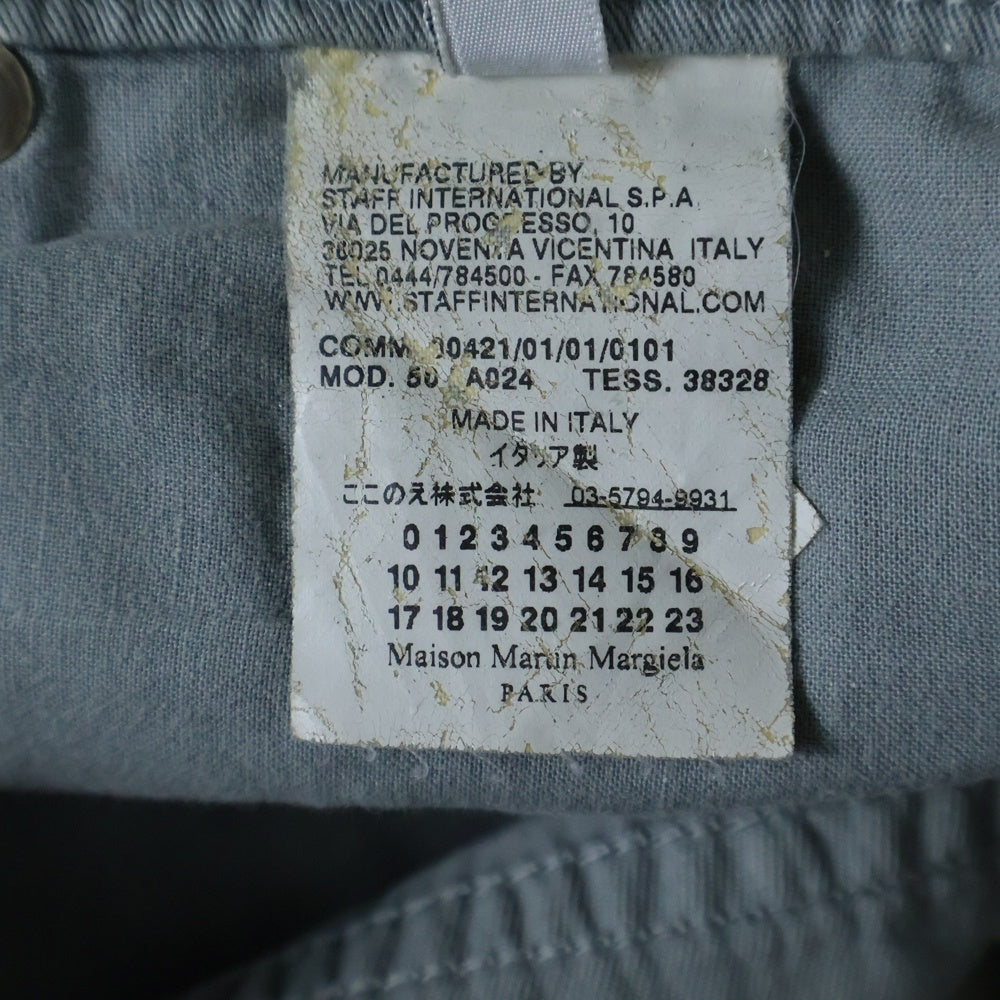 MANUFACTURED BY
STAFF INTERNATIONAL S.P.A
VIA DEL PROGRESSO, 10
36025 NOVENTA VICENTINA ITALY
TEL 0444/784500 - FAX 784580
WWW.STAFFINTERNATIONAL.COM
COMM. 00421/01/01/0101
MOD. A024 TESS. 38328
MADE IN ITALY
イタリア製
ここのえ株式会社 03-5794-9931
0 1 2 3 4 5 6 7 8 9
10 11 12 13 14 15 16
17 18 19 20 21 22 23
Maison Martin Margiela
PARIS